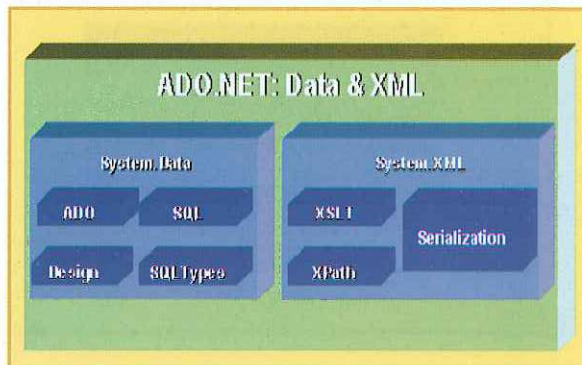 ADO.NET: Data & XML
System.Data
ADO
SQL
Design
SQLTypes
System.XML
XSLT
Serialization
XPath